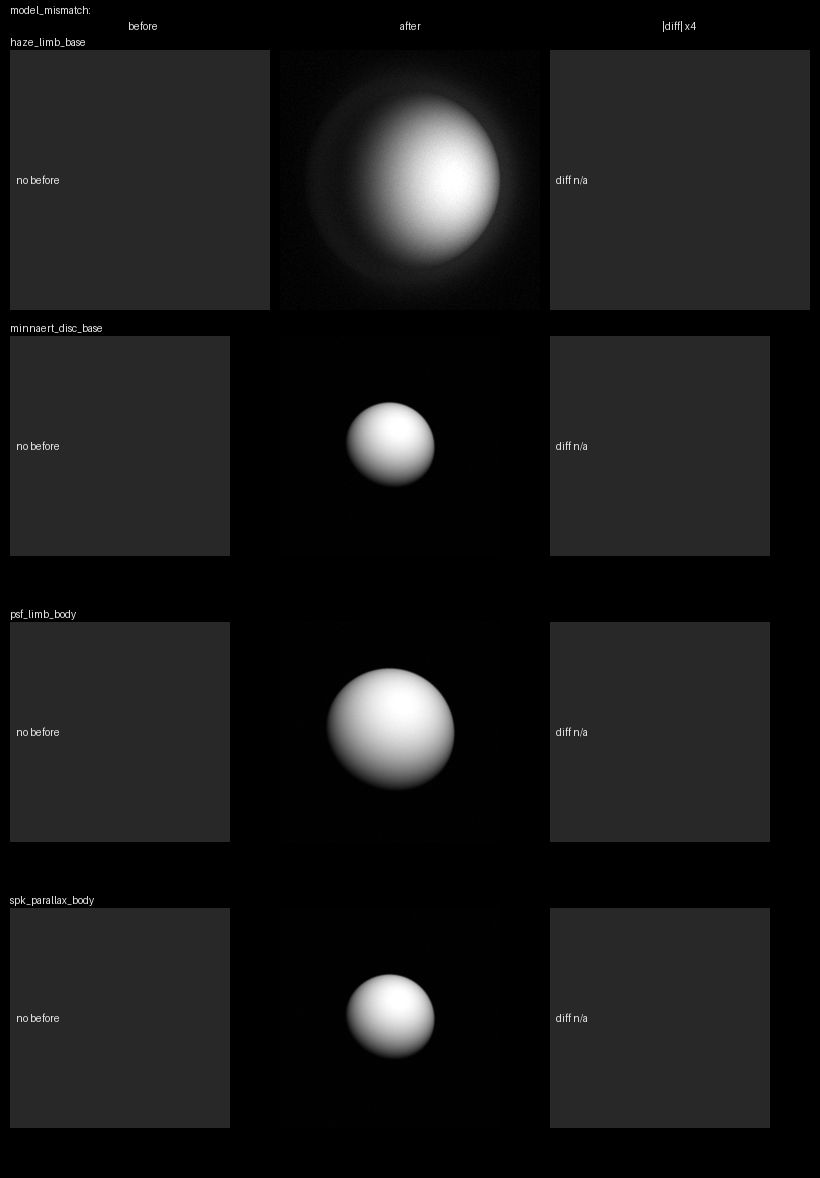 model_mismatch:
before after |diff| x4
haze_limb_base
no before diff n/a
minnaert_disc_base
no before diff n/a
psf_limb_body
no before diff n/a
spk_parallax_body
no before diff n/a